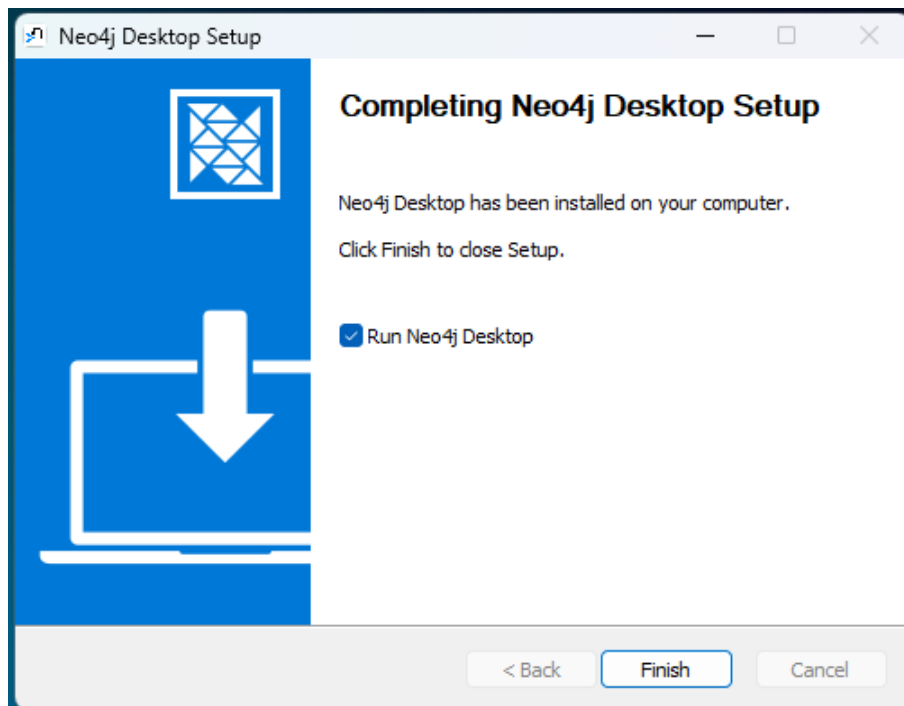 Neo4j Desktop Setup
Completing Neo4j Desktop Setup
Neo4j Desktop has been installed on your computer.
Click Finish to close Setup.
Run Neo4j Desktop
< Back
Finish
Cancel